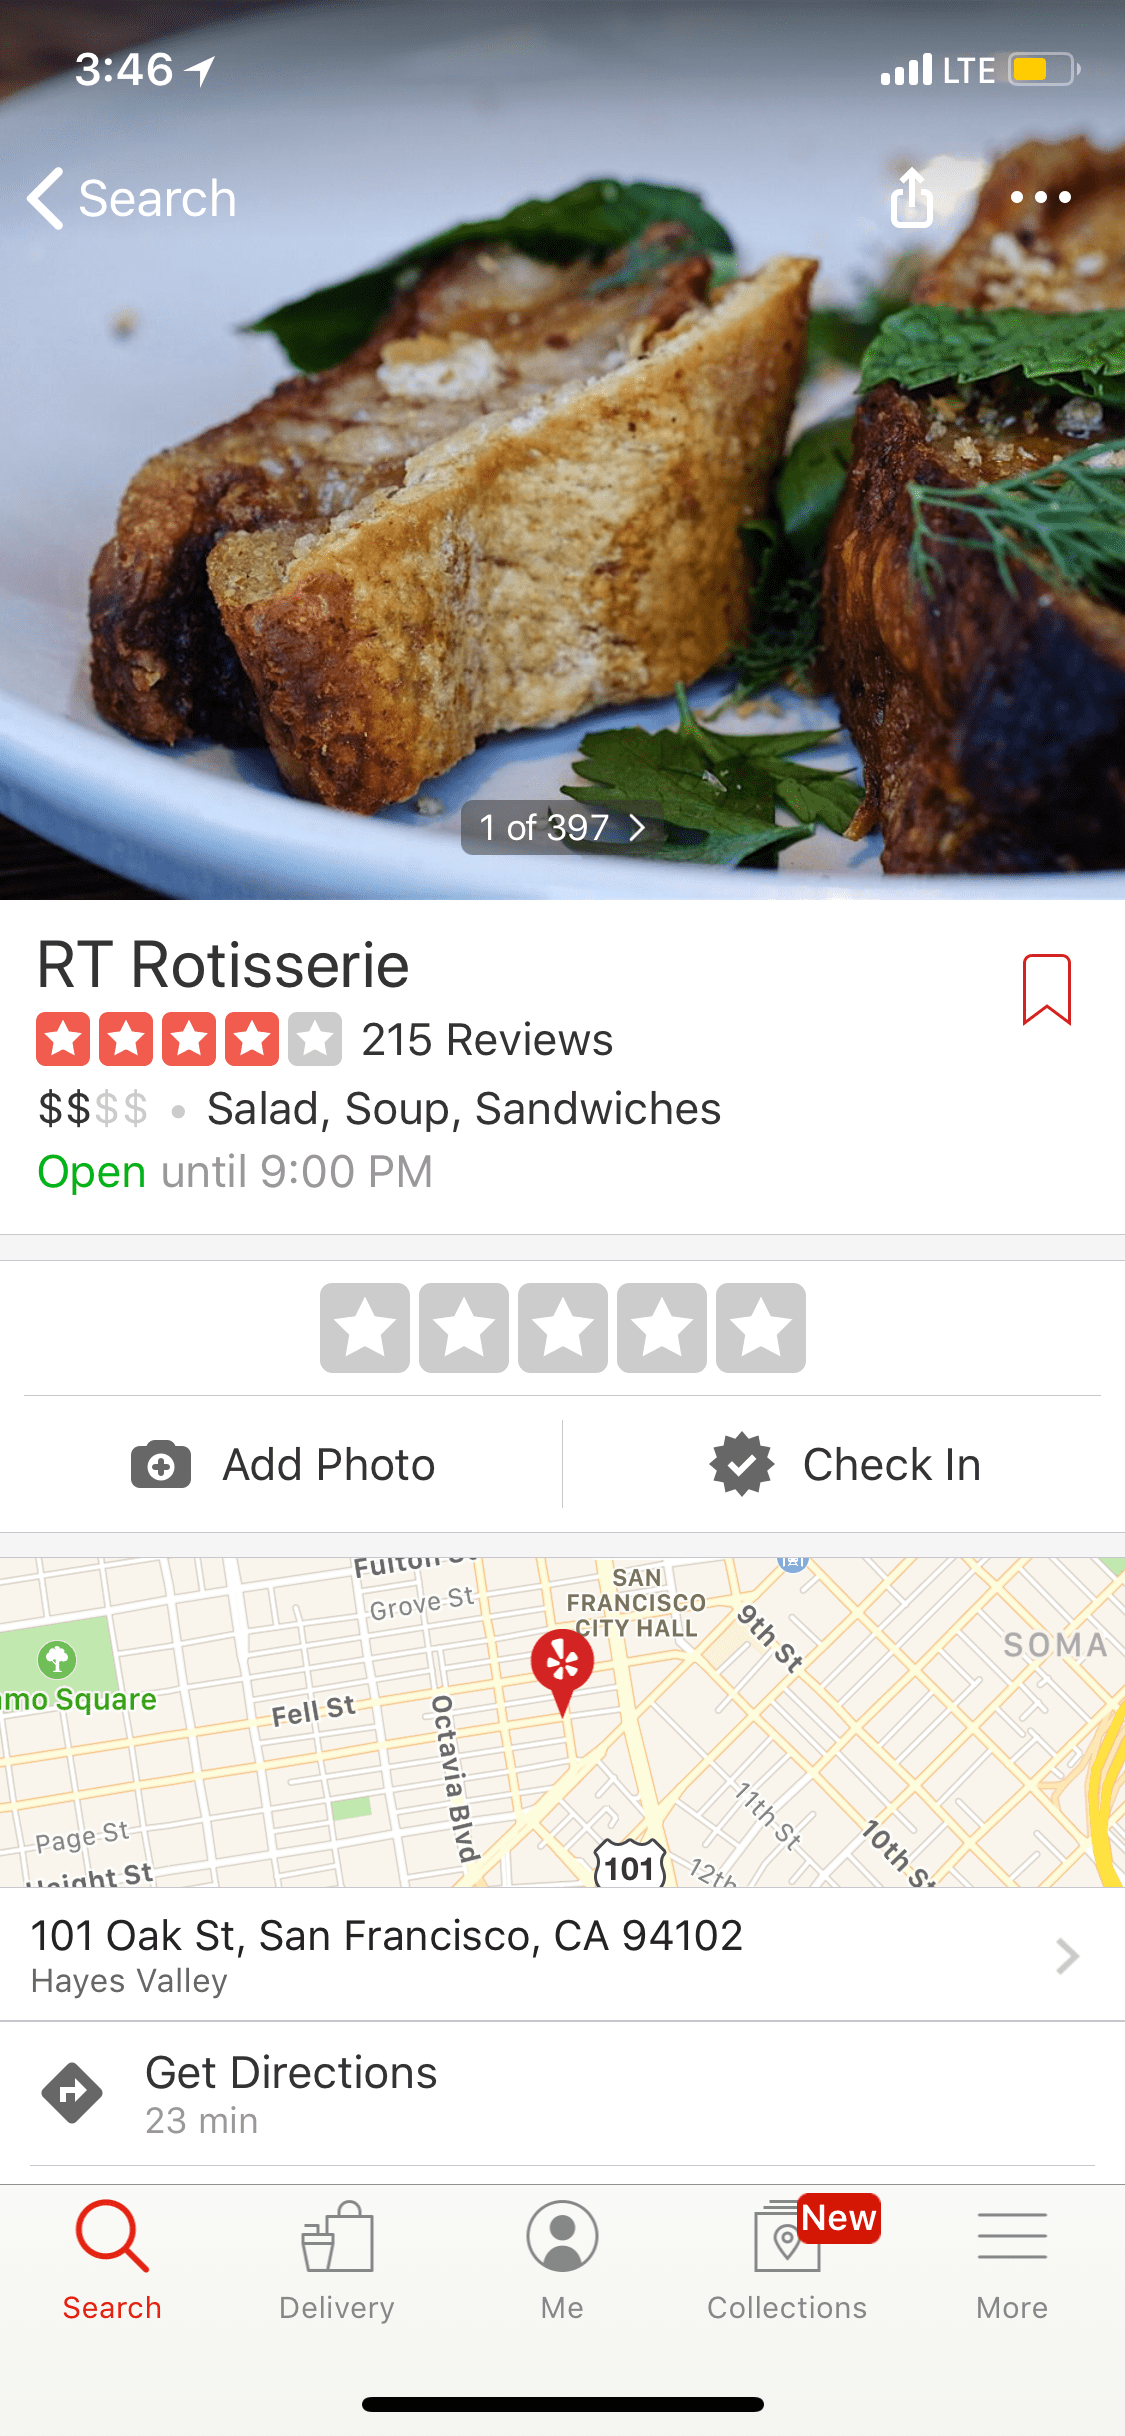 3:46
LTE
Search
1 of 397
RT Rotisserie
215 Reviews
$$$$ • Salad, Soup, Sandwiches
Open until 9:00 PM
Add Photo
Check In
Fulton
Grove St
SAN
FRANCISCO
CITY HALL
9th St
SOMA
mo Square
Fell St
Octavia Blvd
11th St
10th St
Page St
Haight St
101
12th
101 Oak St, San Francisco, CA 94102
Hayes Valley
Get Directions
23 min
New
Search
Delivery
Me
Collections
More